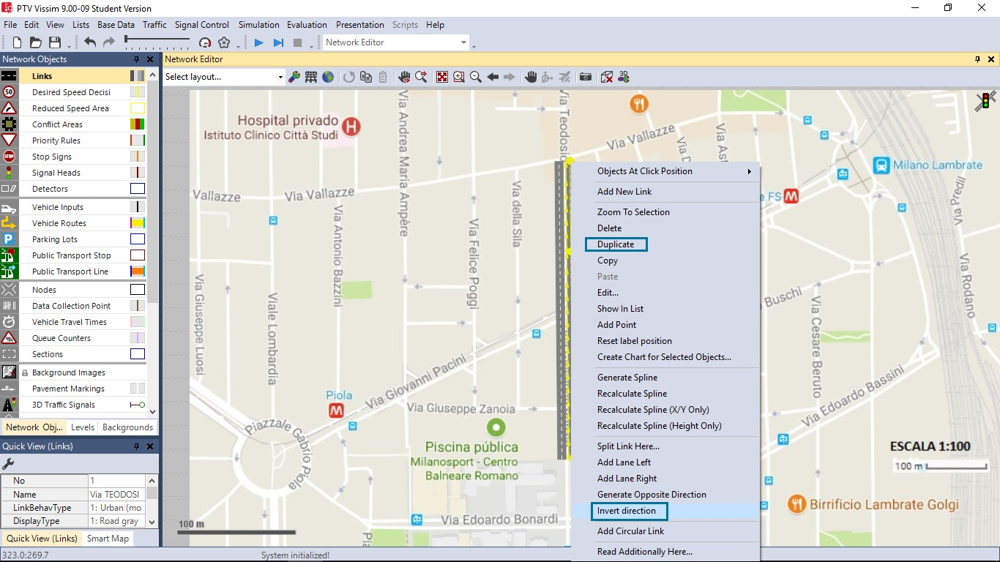 PTV Vissim 9.00-09 Student Version
File Edit View Lists Base Data Traffic Signal Control Simulation Evaluation Presentation Scripts Help
Network Editor
Network Objects
Network Editor
Select layout...
Links
Desired Speed Decisi
Reduced Speed Area
Conflict Areas
Priority Rules
Stop Signs
Signal Heads
Detectors
Vehicle Inputs
Vehicle Routes
Parking Lots
Public Transport Stop
Public Transport Line
Nodes
Data Collection Point
Vehicle Travel Times
Queue Counters
Sections
Background Images
Pavement Markings
3D Traffic Signals
Network Obj... Levels Backgrounds
Quick View (Links)
No 1
Name Via TEODOSI
LinkBehavType 1: Urban (mo
DisplayType 1: Road gray
Quick View (Links) Smart Map
323.0:269.7
System initialized!
50
STOP
P
3D
Hospital privado
H
Istituto Clinico Città Studi
Vallazze
Via Vallazze
Via Vallazze
Via Andrea Maria Ampère
Via Teodosio
Via della Sila
Via Felice Poggi
Via Antonio Bazzini
Viale Lombardia
Via Giuseppe Luosi
Via Giovanni Pacini
Piola
M
Via Giuseppe Zanoia
Piazzale Gabrio Piola
Piscina pública
Milanosport - Centro
Balneare Romano
Via Edoardo Bonardi
100 m
Milano Lambrate
e FS
M
Via Predil
Via Rodano
o Buschi
Via Cesare Beruto
Via Edoardo Bassini
ESCALA 1:100
100 m
Birrificio Lambrate Golgi
Objects At Click Position
Add New Link
Zoom To Selection
Delete
Duplicate
Copy
Paste
Edit...
Show In List
Add Point
Reset label position
Create Chart for Selected Objects...
Generate Spline
Recalculate Spline
Recalculate Spline (X/Y Only)
Recalculate Spline (Height Only)
Split Link Here...
Add Lane Left
Add Lane Right
Generate Opposite Direction
Invert direction
Add Circular Link
Read Additionally Here...